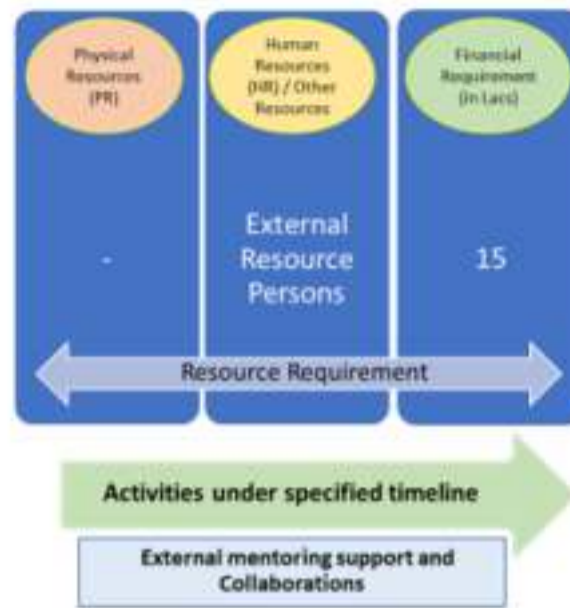 Physical
Resources
(PR)
Human
Resources
(HR) / Other
Resources
Financial
Requirement
(in Lacs)
-
External
Resource
Persons
15
Resource Requirement
Activities under specified timeline
External mentoring support and
Collaborations